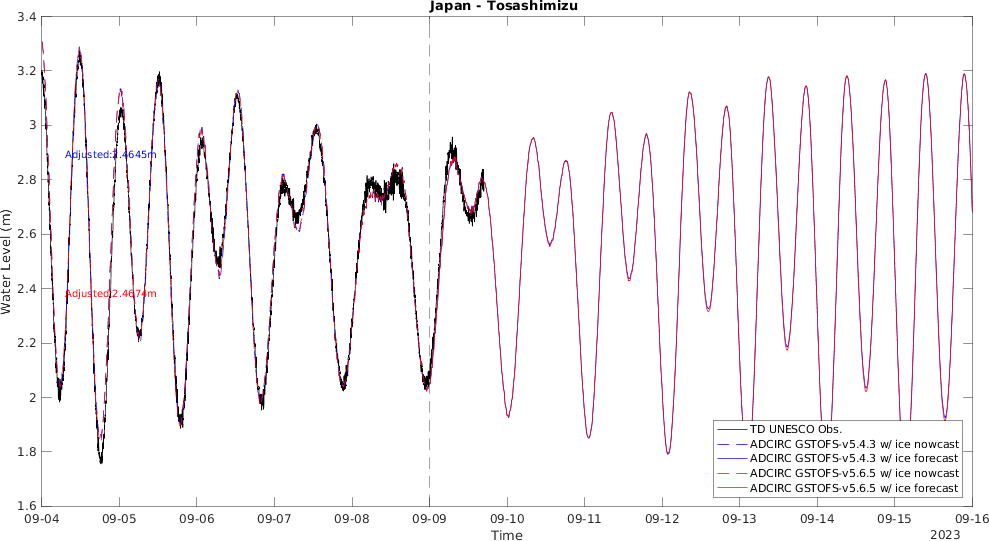 Japan - Tosashimizu
3.4
3.2
3
2.8
2.6
2.4
2.2
2
1.8
1.6
Water Level (m)
Adjusted:2.4645m
Adjusted:2.4674m
TD UNESCO Obs.
ADCIRC GSTOFS-v5.4.3 w/ ice nowcast
ADCIRC GSTOFS-v5.4.3 w/ ice forecast
ADCIRC GSTOFS-v5.6.5 w/ ice nowcast
ADCIRC GSTOFS-v5.6.5 w/ ice forecast
09-04 09-05 09-06 09-07 09-08 09-09 09-10 09-11 09-12 09-13 09-14 09-15 09-16
Time
2023